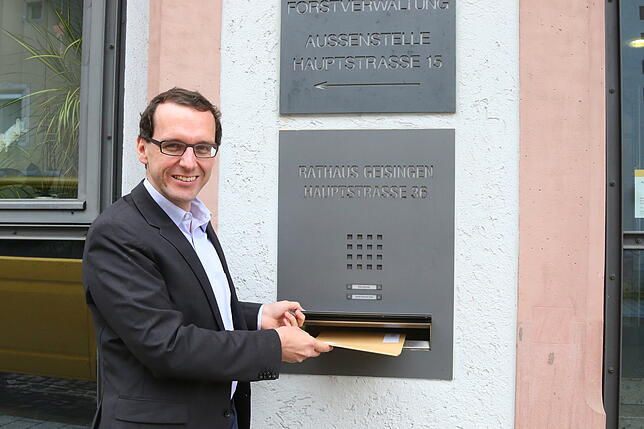 FORSTVERWALTUNG
AUSSENSTELLE
HAUPTSTRASSE 15
RATHAUS GEISINGEN
HAUPTSTRASSE 36